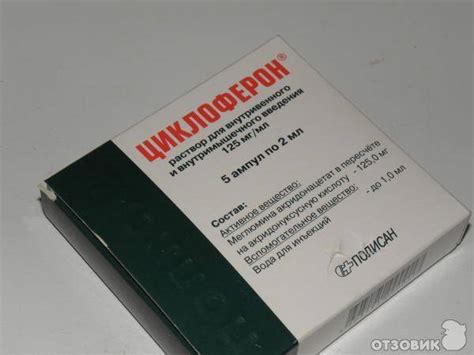 ЦИКЛОФЕРОН®
раствор для внутривенного
и внутримышечного введения
125 мг/мл
5 ампул по 2 мл
Состав:
Активное вещество:
Меглюмина акридонацетат в пересчёте
на акридонуксусную кислоту - 125,0 мг
Вспомогательное вещество:
Вода для инъекций - до 1,0 мл
ПОЛИСАН
ОТЗОВИК